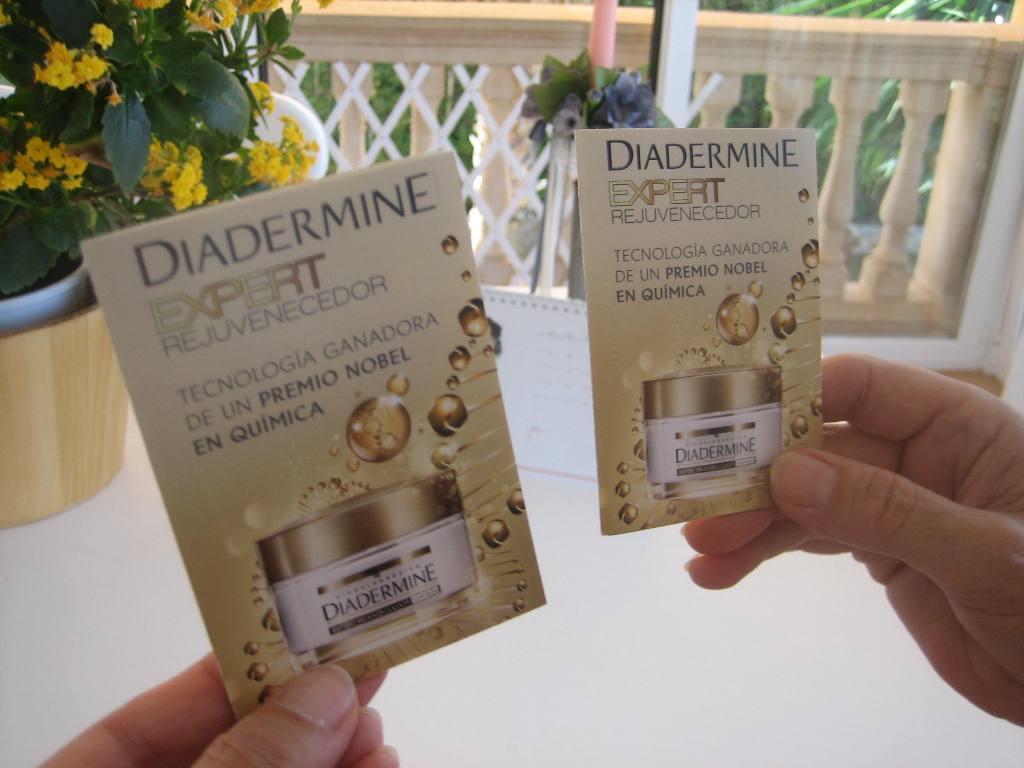 DIADERMINE
EXPERT
REJUVENECEDOR
TECNOLOGÍA GANADORA
DE UN PREMIO NOBEL
EN QUÍMICA
DIADERMINE
DIADERMINE
EXPERT
REJUVENECEDOR
TECNOLOGÍA GANADORA
DE UN PREMIO NOBEL
EN QUÍMICA
DIADERMINE